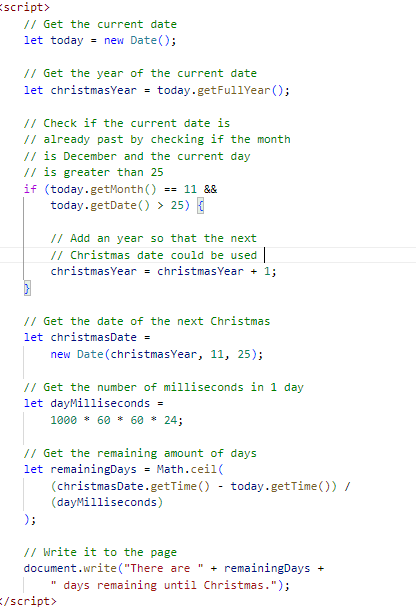 <script>
// Get the current date
let today = new Date();
// Get the year of the current date
let christmasYear = today.getFullYear();
// Check if the current date is
// already past by checking if the month
// is December and the current day
// is greater than 25
if (today.getMonth() == 11 &&
today.getDate() > 25) {
// Add an year so that the next
// Christmas date could be used
christmasYear = christmasYear + 1;
}
// Get the date of the next Christmas
let christmasDate =
new Date(christmasYear, 11, 25);
// Get the number of milliseconds in 1 day
let dayMilliseconds =
1000 * 60 * 60 * 24;
// Get the remaining amount of days
let remainingDays = Math.ceil(
(christmasDate.getTime() - today.getTime()) /
(dayMilliseconds)
);
// Write it to the page
document.write("There are " + remainingDays +
" days remaining until Christmas.");
</script>